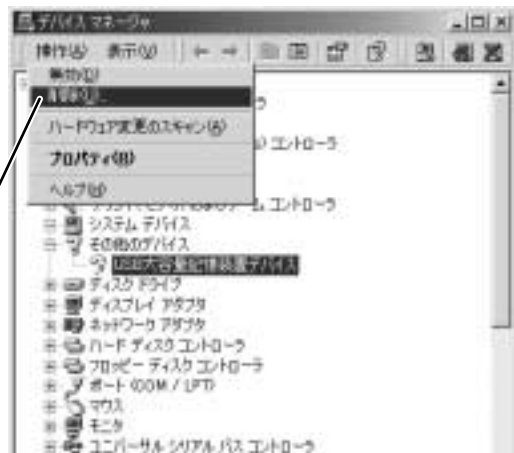 デバイス マネージャ
操作(A) 表示(V)
無効(D)
削除(U)...
ハードウェア変更のスキャン(A)
プロパティ(R)
ヘルプ(H)
ラ
コントローラ
コントローラ
システム デバイス
その他のデバイス
USB大容量記憶装置デバイス
ディスク ドライブ
ディスプレイ アダプタ
ネットワーク アダプタ
ハード ディスク コントローラ
フロッピー ディスク コントローラ
ポート (COM / LPT)
マウス
モニタ
ユニバーサル シリアル バス コントローラ